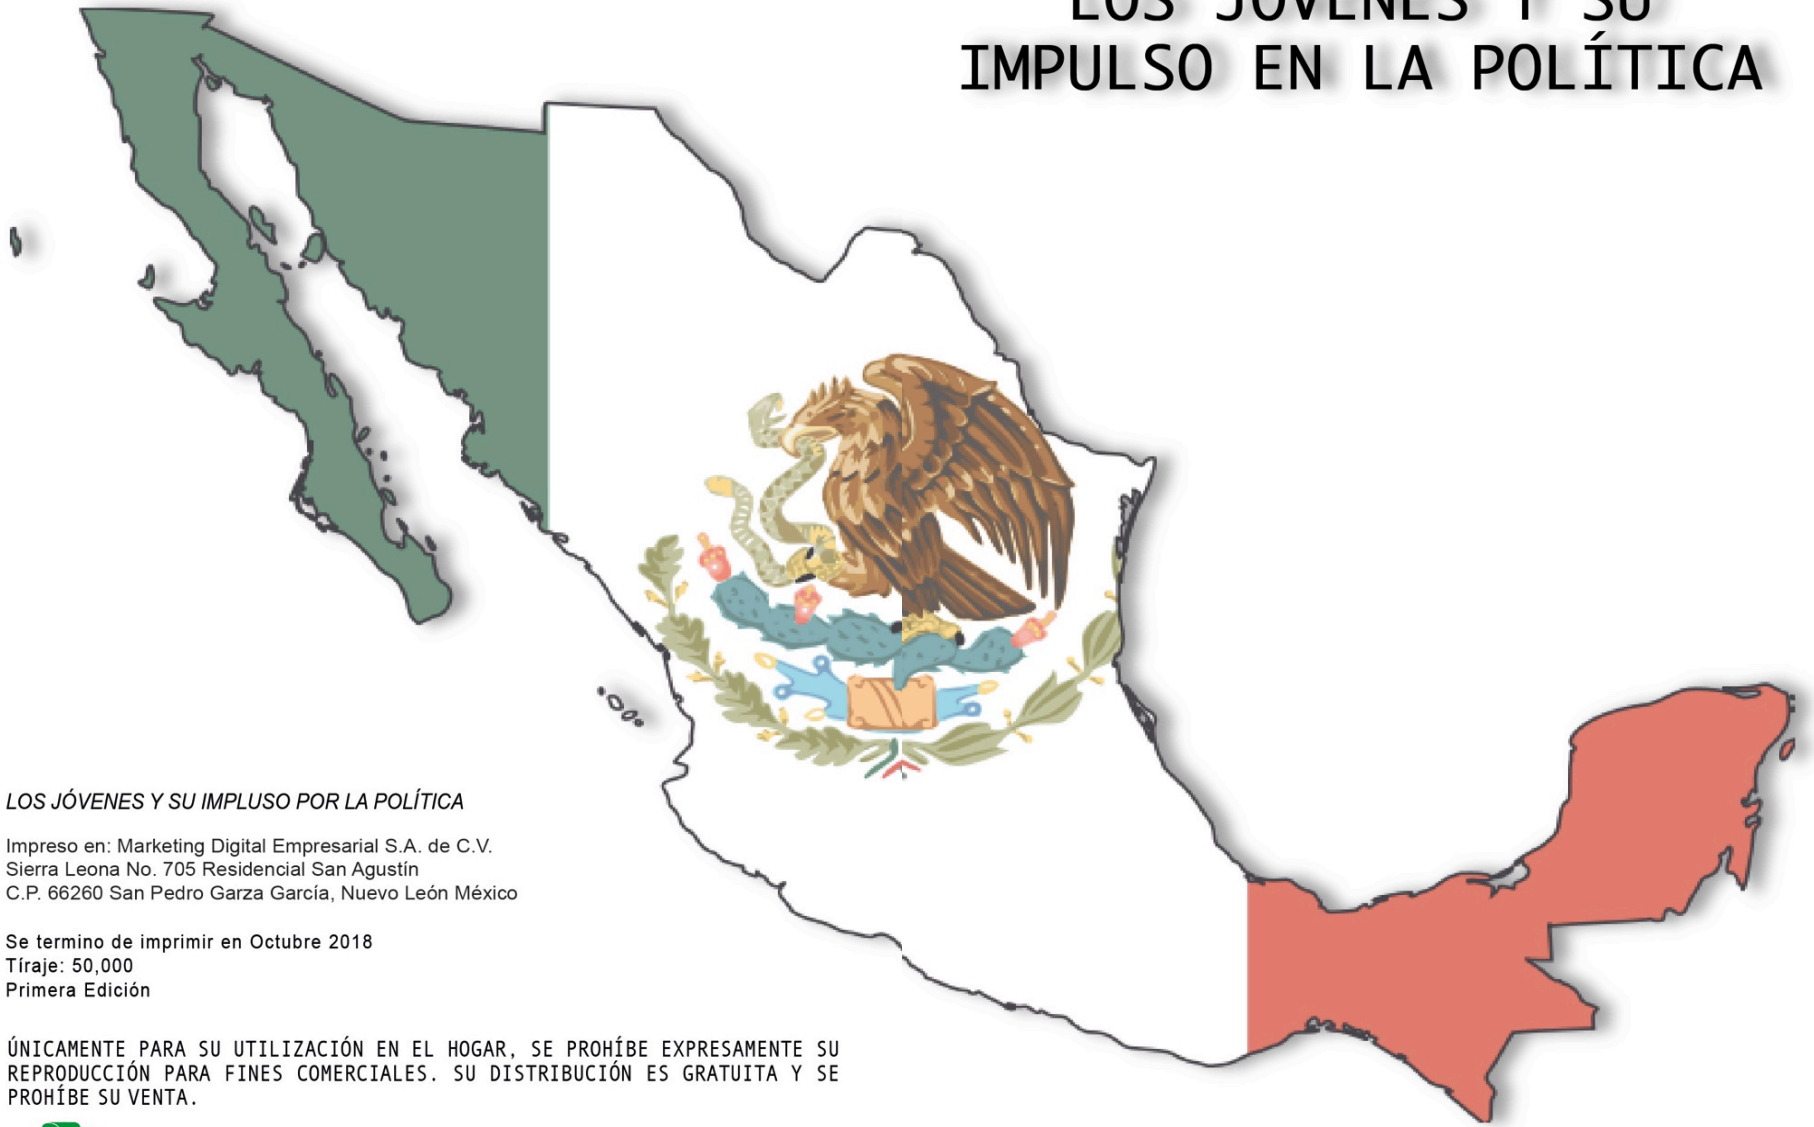 LOS JÓVENES Y SU
IMPULSO EN LA POLÍTICA
LOS JÓVENES Y SU IMPLUSO POR LA POLÍTICA
Impreso en: Marketing Digital Empresarial S.A. de C.V.
Sierra Leona No. 705 Residencial San Agustín
C.P. 66260 San Pedro Garza García, Nuevo León México
Se termino de imprimir en Octubre 2018
Tíraje: 50,000
Primera Edición
ÚNICAMENTE PARA SU UTILIZACIÓN EN EL HOGAR, SE PROHÍBE EXPRESAMENTE SU
REPRODUCCIÓN PARA FINES COMERCIALES. SU DISTRIBUCIÓN ES GRATUITA Y SE
PROHÍBE SU VENTA.